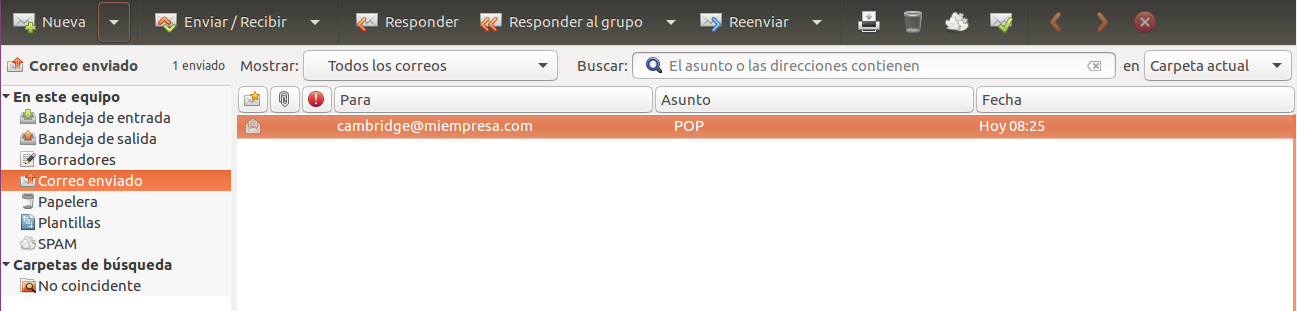 Nueva Enviar / Recibir Responder Responder al grupo Reenviar
Correo enviado 1 enviado Mostrar: Todos los correos Buscar: El asunto o las direcciones contienen en Carpeta actual
En este equipo
Bandeja de entrada
Bandeja de salida
Borradores
Correo enviado
Papelera
Plantillas
SPAM
Carpetas de búsqueda
No coincidente
Para Asunto Fecha
cambridge@miempresa.com POP Hoy 08:25